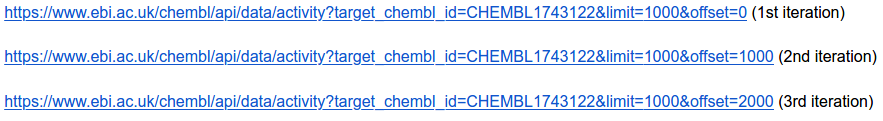 https://www.ebi.ac.uk/chembl/api/data/activity?target_chembl_id=CHEMBL1743122&limit=1000&offset=0 (1st iteration)
https://www.ebi.ac.uk/chembl/api/data/activity?target_chembl_id=CHEMBL1743122&limit=1000&offset=1000 (2nd iteration)
https://www.ebi.ac.uk/chembl/api/data/activity?target_chembl_id=CHEMBL1743122&limit=1000&offset=2000 (3rd iteration)